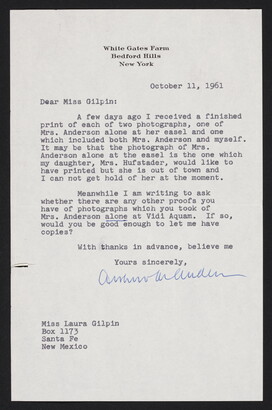 White Gates Farm
Bedford Hills
New York
October 11, 1961
Dear Miss Gilpin:
A few days ago I received a finished
print of each of two photographs, one of
Mrs. Anderson alone at her easel and one
which included both Mrs. Anderson and myself.
It may be that the photograph of Mrs.
Anderson alone at the easel is the one which
my daughter, Mrs. Hufstader, would like to
have printed but she is out of town and
I can not get hold of her at the moment.
Meanwhile I am writing to ask
whether there are any other proofs you
have of photographs which you took of
Mrs. Anderson alone at Vidi Aquam. If so,
would you be good enough to let me have
copies?
With thanks in advance, believe me
Yours sincerely,
Miss Laura Gilpin
Box 1173
Santa Fe
New Mexico